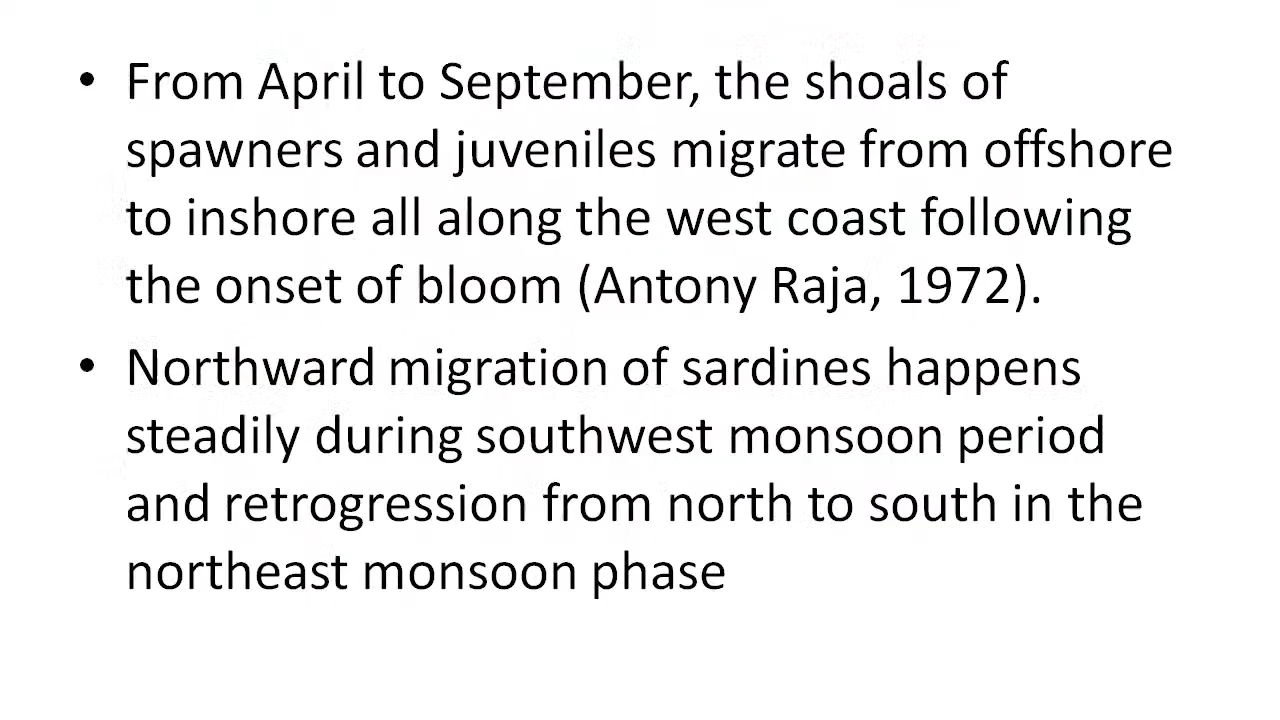 • From April to September, the shoals of
spawners and juveniles migrate from offshore
to inshore all along the west coast following
the onset of bloom (Antony Raja, 1972).
• Northward migration of sardines happens
steadily during southwest monsoon period
and retrogression from north to south in the
northeast monsoon phase